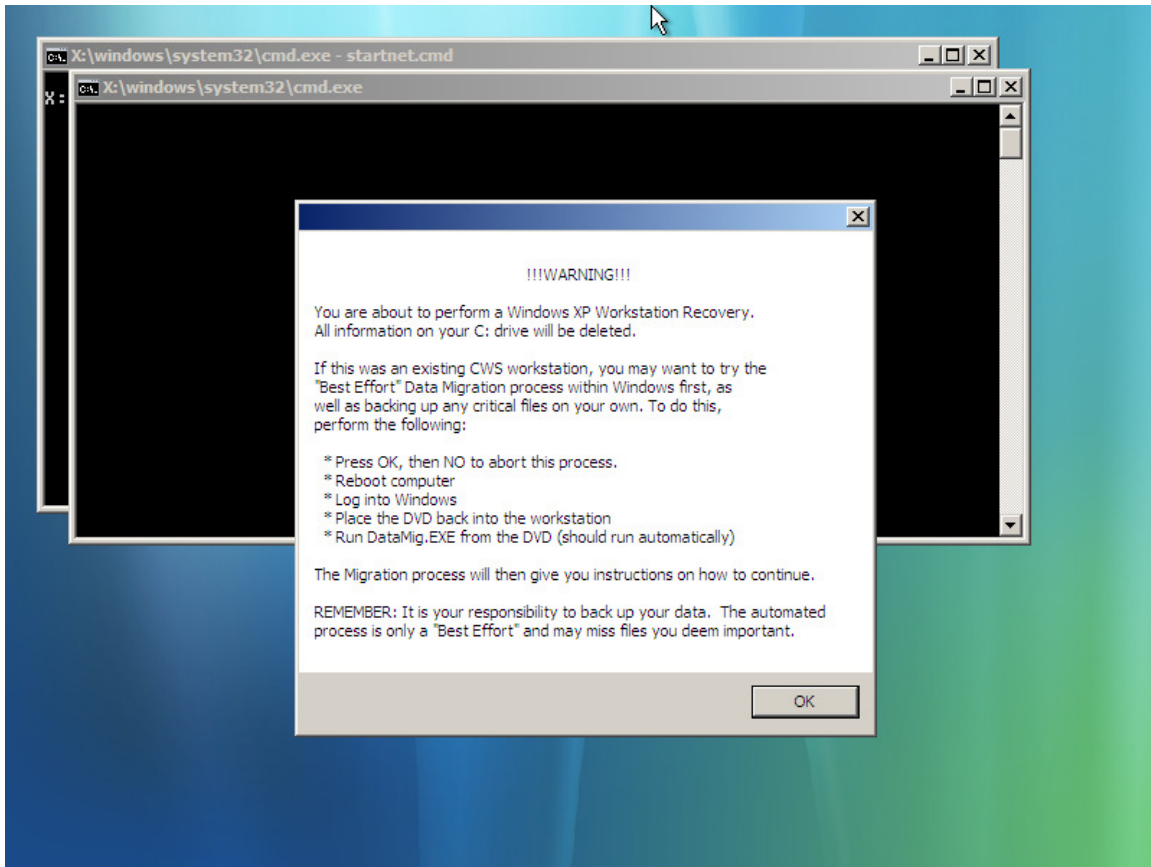 X:\windows\system32\cmd.exe - startnet.cmd
X:\windows\system32\cmd.exe
X:
!!!WARNING!!!
You are about to perform a Windows XP Workstation Recovery.
All information on your C: drive will be deleted.
If this was an existing CWS workstation, you may want to try the
"Best Effort" Data Migration process within Windows first, as
well as backing up any critical files on your own. To do this,
perform the following:
* Press OK, then NO to abort this process.
* Reboot computer
* Log into Windows
* Place the DVD back into the workstation
* Run DataMig.EXE from the DVD (should run automatically)
The Migration process will then give you instructions on how to continue.
REMEMBER: It is your responsibility to back up your data. The automated
process is only a "Best Effort" and may miss files you deem important.
OK